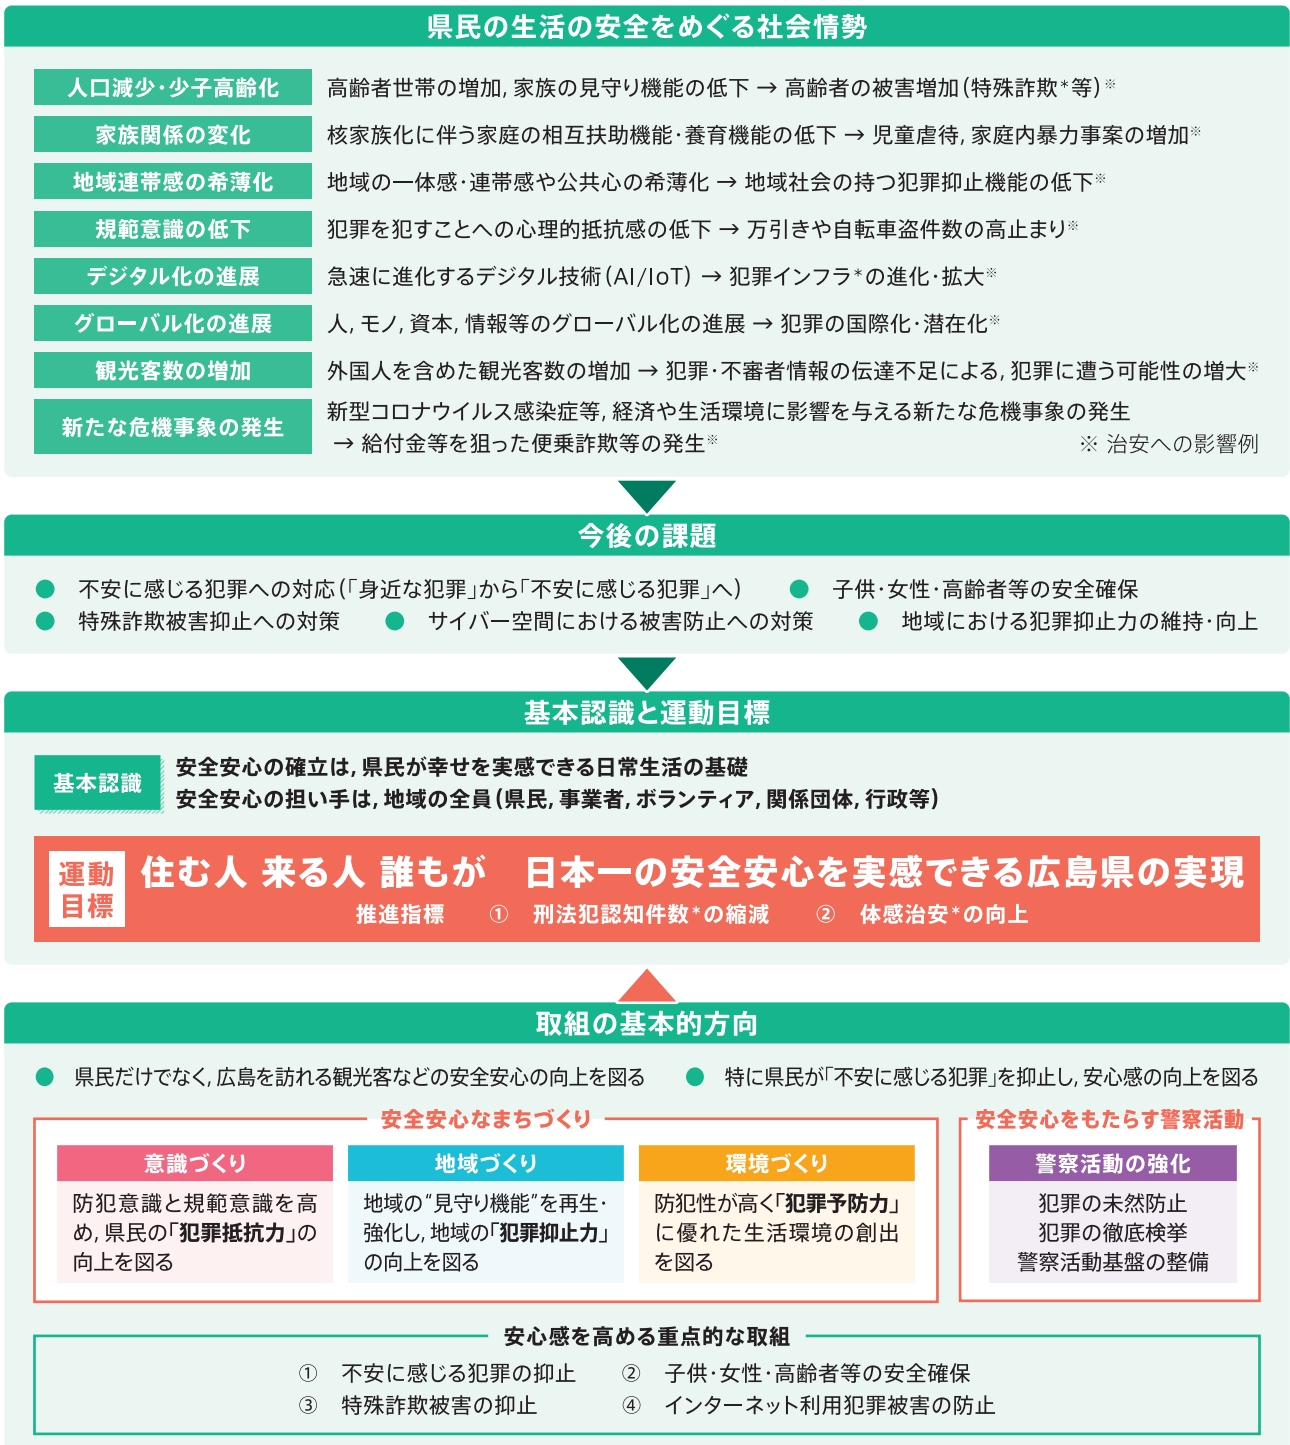 県民の生活の安全をめぐる社会情勢
人口減少･少子高齢化
高齢者世帯の増加, 家族の見守り機能の低下 → 高齢者の被害増加(特殊詐欺*等)※
家族関係の変化
核家族化に伴う家庭の相互扶助機能･養育機能の低下 → 児童虐待, 家庭内暴力事案の増加※
地域連帯感の希薄化
地域の一体感･連帯感や公共心の希薄化 → 地域社会の持つ犯罪抑止機能の低下※
規範意識の低下
犯罪を犯すことへの心理的抵抗感の低下 → 万引きや自転車盗件数の高止まり※
デジタル化の進展
急速に進化するデジタル技術(AI/IoT) → 犯罪インフラ*の進化･拡大※
グローバル化の進展
人, モノ, 資本, 情報等のグローバル化の進展 → 犯罪の国際化･潜在化※
観光客数の増加
外国人を含めた観光客数の増加 → 犯罪･不審者情報の伝達不足による, 犯罪に遭う可能性の増大※
新たな危機事象の発生
新型コロナウイルス感染症等, 経済や生活環境に影響を与える新たな危機事象の発生
→ 給付金等を狙った便乗詐欺等の発生※
※ 治安への影響例
今後の課題
● 不安に感じる犯罪への対応(｢身近な犯罪｣から｢不安に感じる犯罪｣へ) ● 子供･女性･高齢者等の安全確保
● 特殊詐欺被害抑止への対策 ● サイバー空間における被害防止への対策 ● 地域における犯罪抑止力の維持･向上
基本認識と運動目標
基本認識
安全安心の確立は, 県民が幸せを実感できる日常生活の基礎
安全安心の担い手は, 地域の全員(県民, 事業者, ボランティア, 関係団体, 行政等)
運動
目標
住む人 来る人 誰もが 日本一の安全安心を実感できる広島県の実現
推進指標 ① 刑法犯認知件数*の縮減 ② 体感治安*の向上
取組の基本的方向
● 県民だけでなく, 広島を訪れる観光客などの安全安心の向上を図る ● 特に県民が｢不安に感じる犯罪｣を抑止し, 安心感の向上を図る
安全安心なまちづくり
意識づくり
防犯意識と規範意識を高
め, 県民の｢犯罪抵抗力｣の
向上を図る
地域づくり
地域の“見守り機能”を再生･
強化し, 地域の｢犯罪抑止力｣
の向上を図る
環境づくり
防犯性が高く｢犯罪予防力｣
に優れた生活環境の創出
を図る
安全安心をもたらす警察活動
警察活動の強化
犯罪の未然防止
犯罪の徹底検挙
警察活動基盤の整備
安心感を高める重点的な取組
① 不安に感じる犯罪の抑止 ② 子供･女性･高齢者等の安全確保
③ 特殊詐欺被害の抑止 ④ インターネット利用犯罪被害の防止